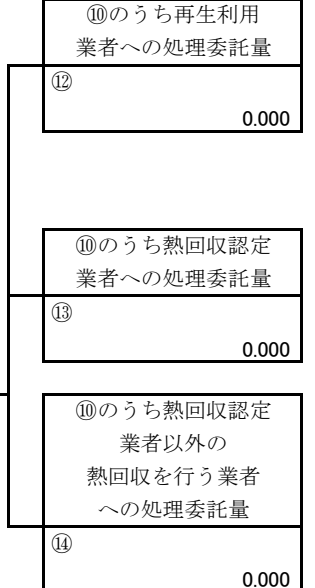 ⑩のうち再生利用
業者への処理委託量
⑫
0.000
⑩のうち熱回収認定
業者への処理委託量
⑬
0.000
⑩のうち熱回収認定
業者以外の
熱回収を行う業者
への処理委託量
⑭
0.000